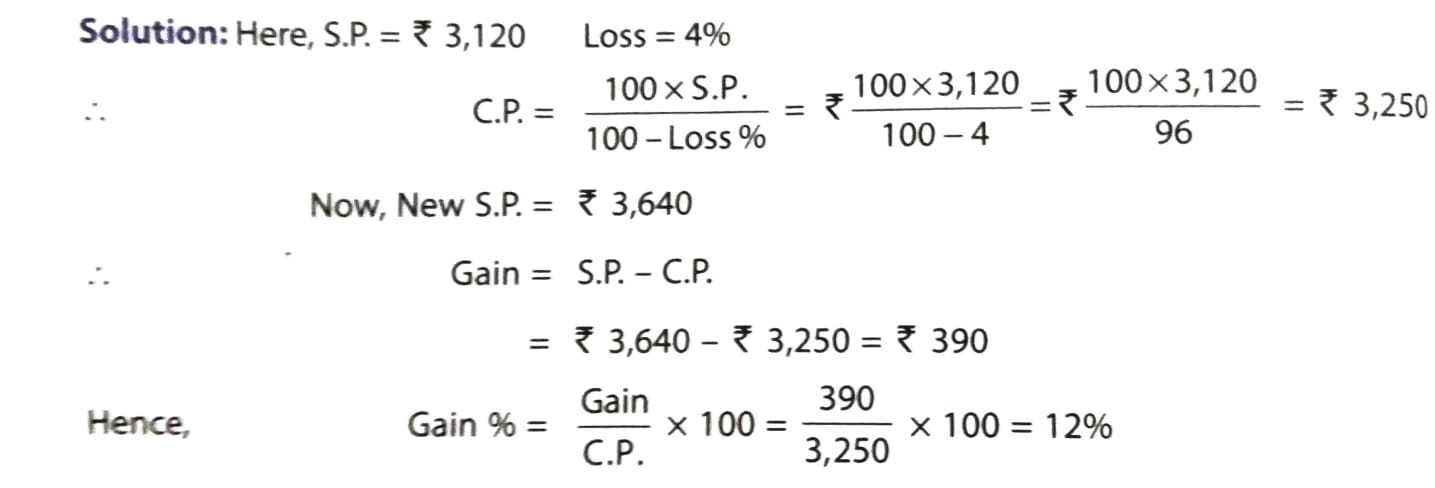 Solution: Here, S.P. = ₹ 3,120 Loss = 4%
∴ C.P. = 100 × S.P. / 100 – Loss % = ₹ 100×3,120 / 100 – 4 = ₹ 100×3,120 / 96 = ₹ 3,250
Now, New S.P. = ₹ 3,640
∴ Gain = S.P. – C.P.
= ₹ 3,640 – ₹ 3,250 = ₹ 390
Hence, Gain % = Gain / C.P. × 100 = 390 / 3,250 × 100 = 12%